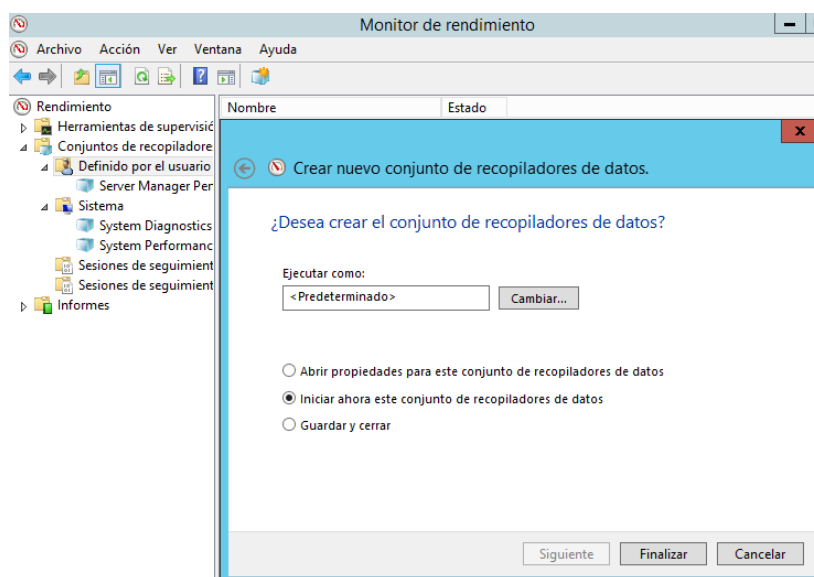 Monitor de rendimiento
Archivo Acción Ver Ventana Ayuda
Rendimiento
Herramientas de supervisió
Conjuntos de recopiladore
Definido por el usuario
Server Manager Per
Sistema
System Diagnostics
System Performanc
Sesiones de seguimient
Sesiones de seguimient
Informes
Nombre Estado
Crear nuevo conjunto de recopiladores de datos.
¿Desea crear el conjunto de recopiladores de datos?
Ejecutar como:
<Predeterminado> Cambiar...
Abrir propiedades para este conjunto de recopiladores de datos
Iniciar ahora este conjunto de recopiladores de datos
Guardar y cerrar
Siguiente Finalizar Cancelar